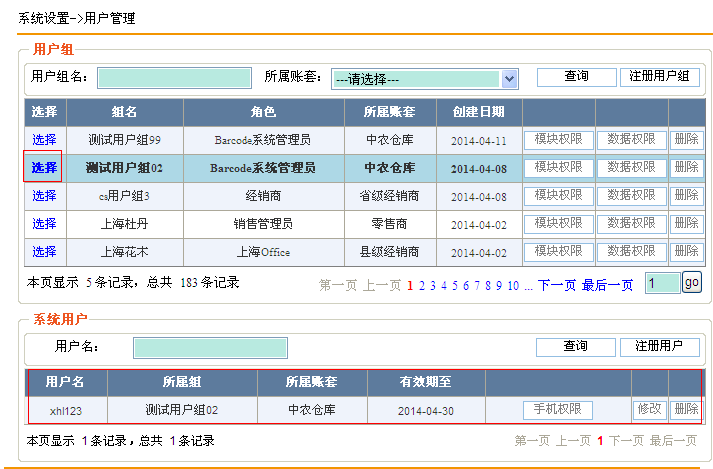 系统设置->用户管理
用户组
用户组名： 所属账套： ---请选择--- 查询 注册用户组
选择 组名 角色 所属账套 创建日期
选择 测试用户组99 Barcode系统管理员 中农仓库 2014-04-11 模块权限 数据权限 删除
选择 测试用户组02 Barcode系统管理员 中农仓库 2014-04-08 模块权限 数据权限 删除
选择 cs用户组3 经销商 省级经销商 2014-04-08 模块权限 数据权限 删除
选择 上海杜丹 销售管理员 零售商 2014-04-02 模块权限 数据权限 删除
选择 上海花术 上海Office 县级经销商 2014-04-02 模块权限 数据权限 删除
本页显示 5条记录，总共 183条记录 第一页 上一页 1 2 3 4 5 6 7 8 9 10 ... 下一页 最后一页 1 go
系统用户
用户名： 查询 注册用户
用户名 所属组 所属账套 有效期至
xhl123 测试用户组02 中农仓库 2014-04-30 手机权限 修改 删除
本页显示 1条记录，总共 1条记录 第一页 上一页 1 下一页 最后一页